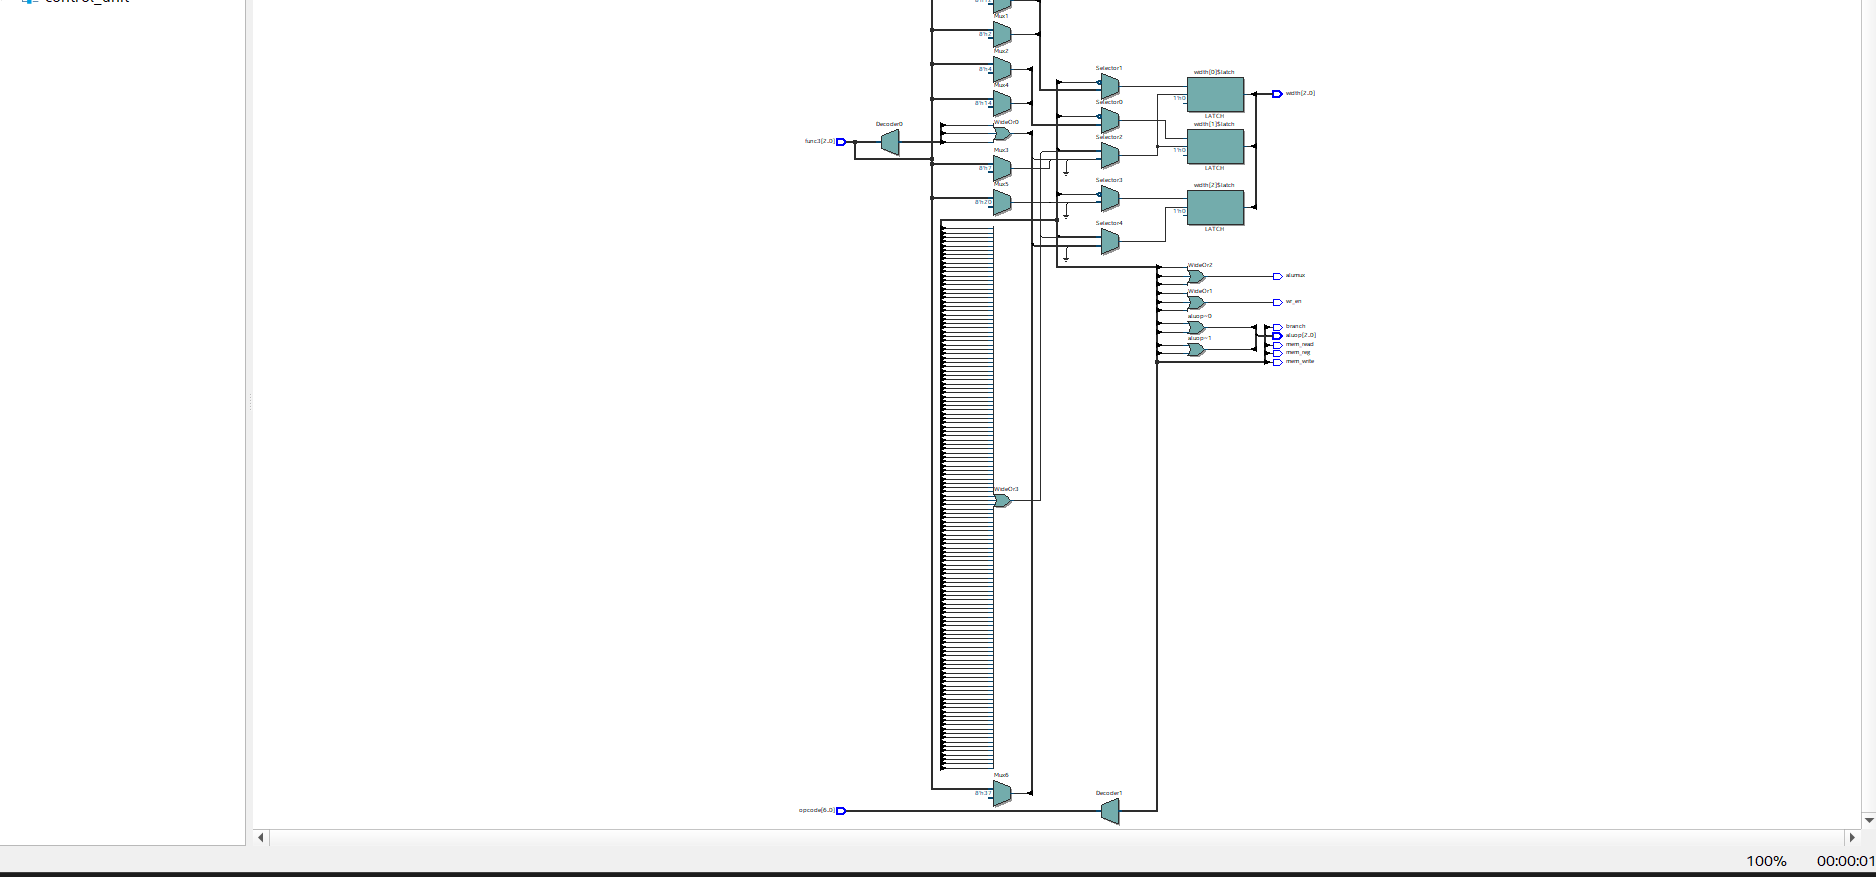 control_unit
Mux1
8'h2
Mux2
8'h4
Mux4
8'h14
Decoder0
func3[2:0]
WideOr0
Mux3
Mux5
8'h20
Selector1
Selector0
Selector2
Selector3
Selector4
width[0]$latch
1'h0
LATCH
width[1]$latch
1'h0
LATCH
width[2]$latch
1'h0
LATCH
width[2:0]
WideOr2
alumux
WideOr1
wr_en
aluop~0
branch
aluop[2:0]
aluop~1
mem_read
mem_reg
mem_write
WideOr3
Mux6
8'h37
Decoder1
opcode[6:0]
100% 00:00:01